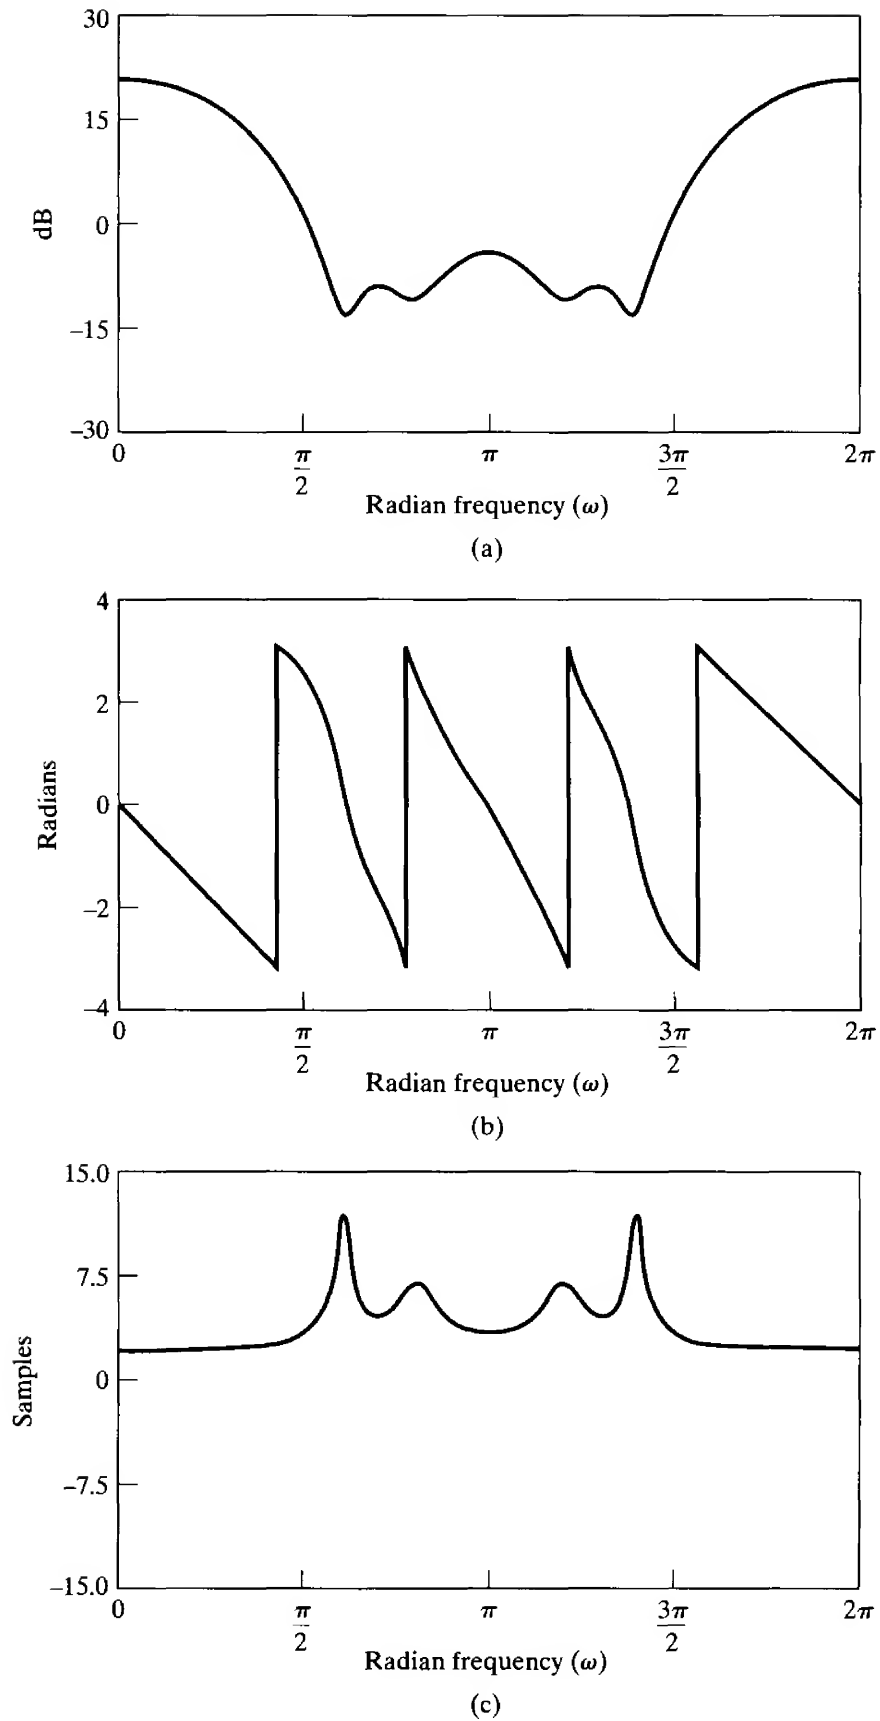 30
15
0
–15
–30
dB
0
π/2
π
3π/2
2π
Radian frequency (ω)
(a)
4
2
0
–2
–4
Radians
0
π/2
π
3π/2
2π
Radian frequency (ω)
(b)
15.0
7.5
0
–7.5
–15.0
Samples
0
π/2
π
3π/2
2π
Radian frequency (ω)
(c)